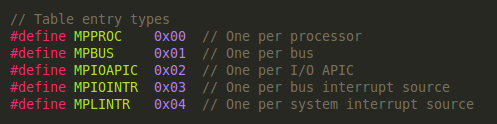 // Table entry types
#define MPPROC    0x00  // One per processor
#define MPBUS     0x01  // One per bus
#define MPIOAPIC  0x02  // One per I/O APIC
#define MPIOINTR  0x03  // One per bus interrupt source
#define MPLINTR   0x04  // One per system interrupt source